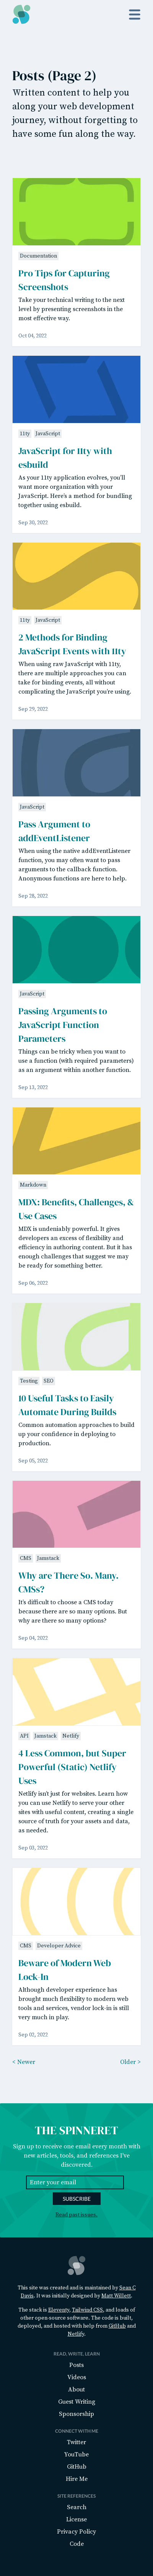 Posts (Page 2)
Written content to help you
along your web development
journey, without forgetting to
have some fun along the way.
Documentation
Pro Tips for Capturing
Screenshots
Take your technical writing to the next
level by presenting screenshots in the
most effective way.
Oct 04, 2022
11ty JavaScript
JavaScript for 11ty with
esbuild
As your 11ty application evolves, you'll
want more organization with your
JavaScript. Here's a method for bundling
together using esbuild.
Sep 30, 2022
11ty JavaScript
2 Methods for Binding
JavaScript Events with 11ty
When using raw JavaScript with 11ty,
there are multiple approaches you can
take for binding events, all without
complicating the JavaScript you're using.
Sep 29, 2022
JavaScript
Pass Argument to
addEventListener
When using the native addEventListener
function, you may often want to pass
arguments to the callback function.
Anonymous functions are here to help.
Sep 28, 2022
JavaScript
Passing Arguments to
JavaScript Function
Parameters
Things can be tricky when you want to
use a function (with required parameters)
as an argument within another function.
Sep 13, 2022
Markdown
MDX: Benefits, Challenges, &
Use Cases
MDX is undeniably powerful. It gives
developers an excess of flexibility and
efficiency in authoring content. But it has
enough challenges that there we may
be ready for something better.
Sep 06, 2022
Testing SEO
10 Useful Tasks to Easily
Automate During Builds
Common automation approaches to build
up your confidence in deploying to
production.
Sep 05, 2022
CMS Jamstack
Why are There So. Many.
CMSs?
It's difficult to choose a CMS today
because there are so many options. But
why are there so many options?
Sep 04, 2022
API Jamstack Netlify
4 Less Common, but Super
Powerful (Static) Netlify
Uses
Netlify isn't just for websites. Learn how
you can use Netlify to serve your other
sites with useful content, creating a single
source of truth for your assets and data,
as needed.
Sep 03, 2022
CMS Developer Advice
Beware of Modern Web
Lock-In
Although developer experience has
brought much flexibility to modern web
tools and services, vendor lock-in is still
very much in play.
Sep 02, 2022
< Newer Older >
THE SPINNERET
Sign up to receive one email every month with
new articles, tools, and references I've
discovered.
Enter your email
SUBSCRIBE
Read past issues.
This site was created and is maintained by Sean C
Davis. It was initially designed by Matt Willett.
The stack is Eleventy, Tailwind CSS, and loads of
other open source software. The code is built,
deployed, and hosted with help from GitHub and
Netlify.
READ, WRITE, LEARN
Posts
Videos
About
Guest Writing
Sponsorship
CONNECT WITH ME
Twitter
YouTube
GitHub
Hire Me
SITE REFERENCES
Search
License
Privacy Policy
Code